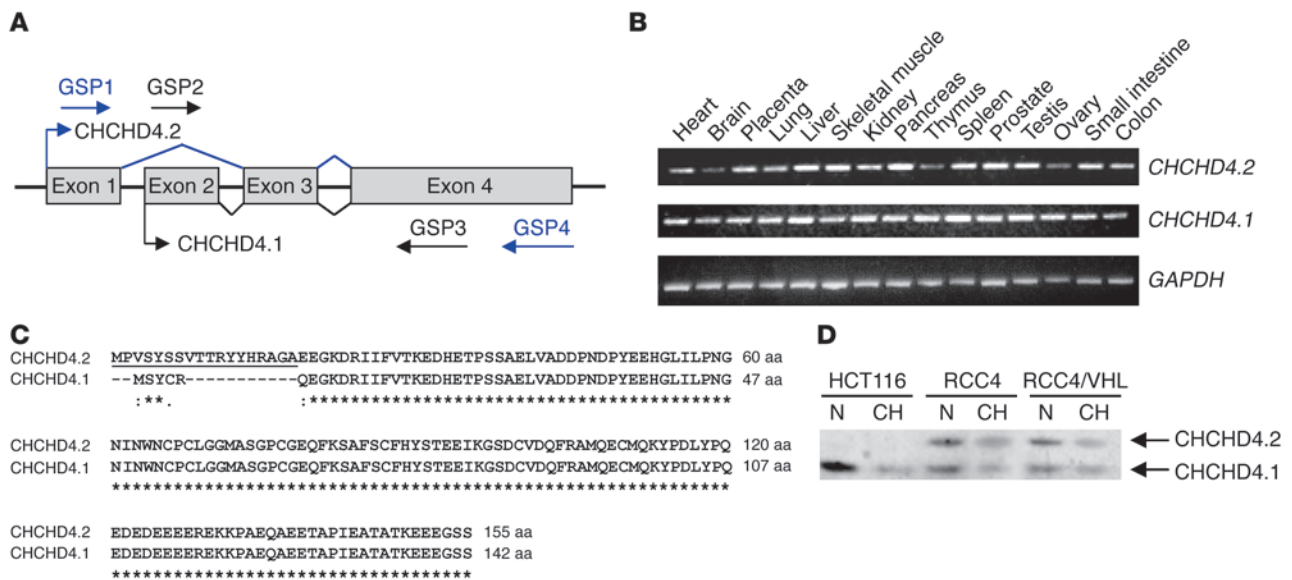 A
GSP1
GSP2
CHCHD4.2
Exon 1
Exon 2
Exon 3
Exon 4
CHCHD4.1
GSP3
GSP4
B
Heart
Brain
Placenta
Lung
Liver
Skeletal muscle
Kidney
Pancreas
Thymus
Spleen
Prostate
Testis
Ovary
Small intestine
Colon
CHCHD4.2
CHCHD4.1
GAPDH
C
CHCHD4.2 MPVSYSSVTTRYYHRAGAEEGKDRIIFVTKEDHETPSSAELVADDPNDPYEEHGLILPNG 60 aa
CHCHD4.1 --MSYCR-----------QEGKDRIIFVTKEDHETPSSAELVADDPNDPYEEHGLILPNG 47 aa
:**. :*****************************************
CHCHD4.2 NINWNCPCLGGMASGPCGEQFKSAFSCFHYSTEEIKGSDCVDQFRAMQECMQKYPDLYPQ 120 aa
CHCHD4.1 NINWNCPCLGGMASGPCGEQFKSAFSCFHYSTEEIKGSDCVDQFRAMQECMQKYPDLYPQ 107 aa
************************************************************
CHCHD4.2 EDEDEEEEREKKPAEQAEETAPIEATATKEEEGSS 155 aa
CHCHD4.1 EDEDEEEEREKKPAEQAEETAPIEATATKEEEGSS 142 aa
***********************************
D
HCT116 RCC4 RCC4/VHL
N CH N CH N CH
CHCHD4.2
CHCHD4.1